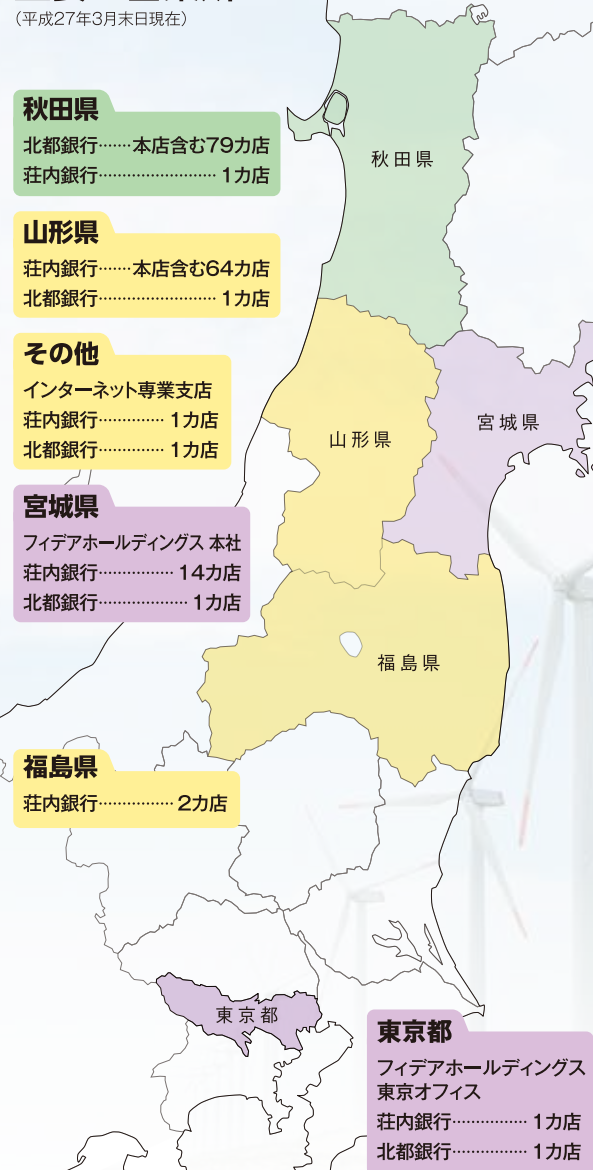 (平成27年3月末日現在)
秋田県
北都銀行……本店含む79カ店
荘内銀行……………………1カ店
山形県
荘内銀行……本店含む64カ店
北都銀行……………………1カ店
その他
インターネット専業支店
荘内銀行…………1カ店
北都銀行…………1カ店
宮城県
フィデアホールディングス 本社
荘内銀行……………14カ店
北都銀行………………1カ店
福島県
荘内銀行……………2カ店
秋田県
山形県
宮城県
福島県
東京都
東京都
フィデアホールディングス
東京オフィス
荘内銀行……………1カ店
北都銀行……………1カ店